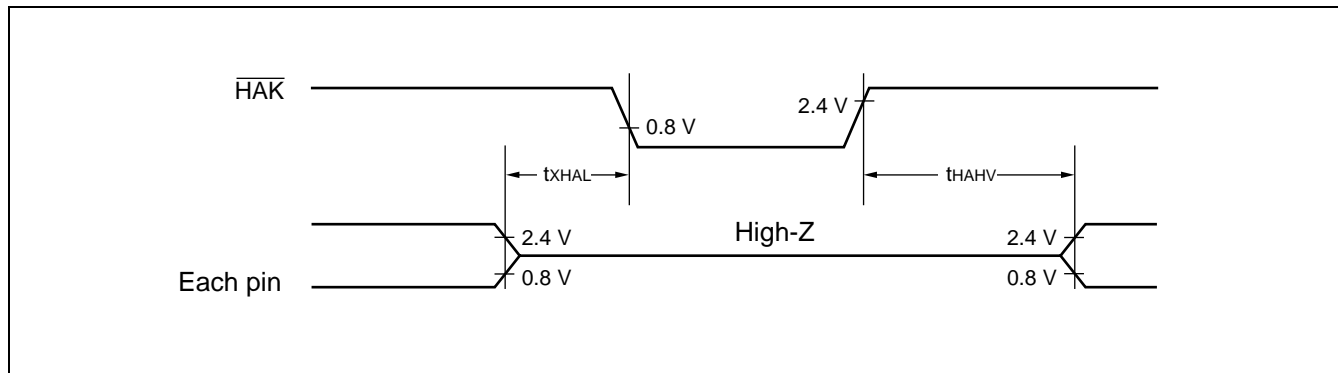 HAK
2.4 V
0.8 V
tXHAL
tHAHV
2.4 V
High-Z
2.4 V
Each pin
0.8 V
0.8 V